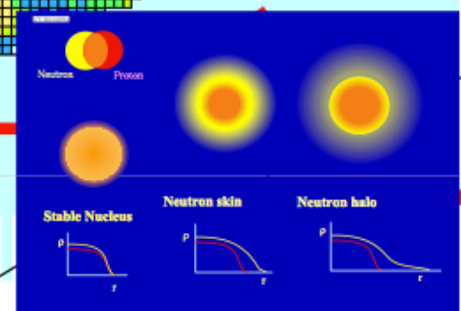 Neutron
Proton
Stable Nucleus
Neutron skin
Neutron halo
ρ
r
ρ
r
ρ
r